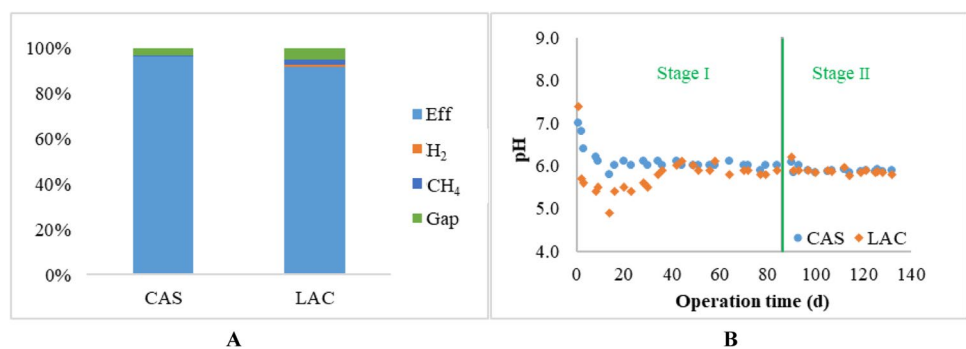 100%
80%
60%
40%
20%
0%
CAS LAC
Eff
H₂
CH₄
Gap
A
9.0
8.0
7.0
6.0
5.0
4.0
pH
Stage I Stage II
CAS LAC
0 20 40 60 80 100 120 140
Operation time (d)
B